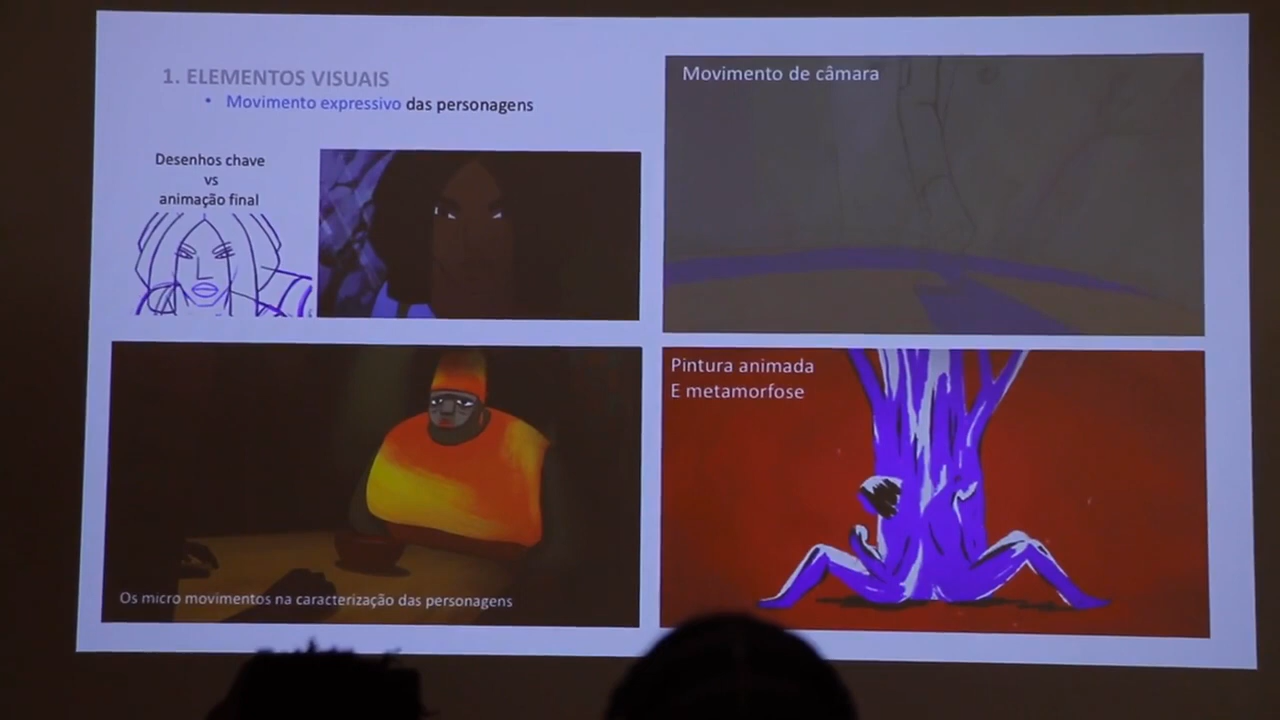 1. ELEMENTOS VISUAIS
• Movimento expressivo das personagens
Desenhos chave
vs
animação final
Movimento de câmara
Os micro movimentos na caracterização das personagens
Pintura animada
E metamorfose